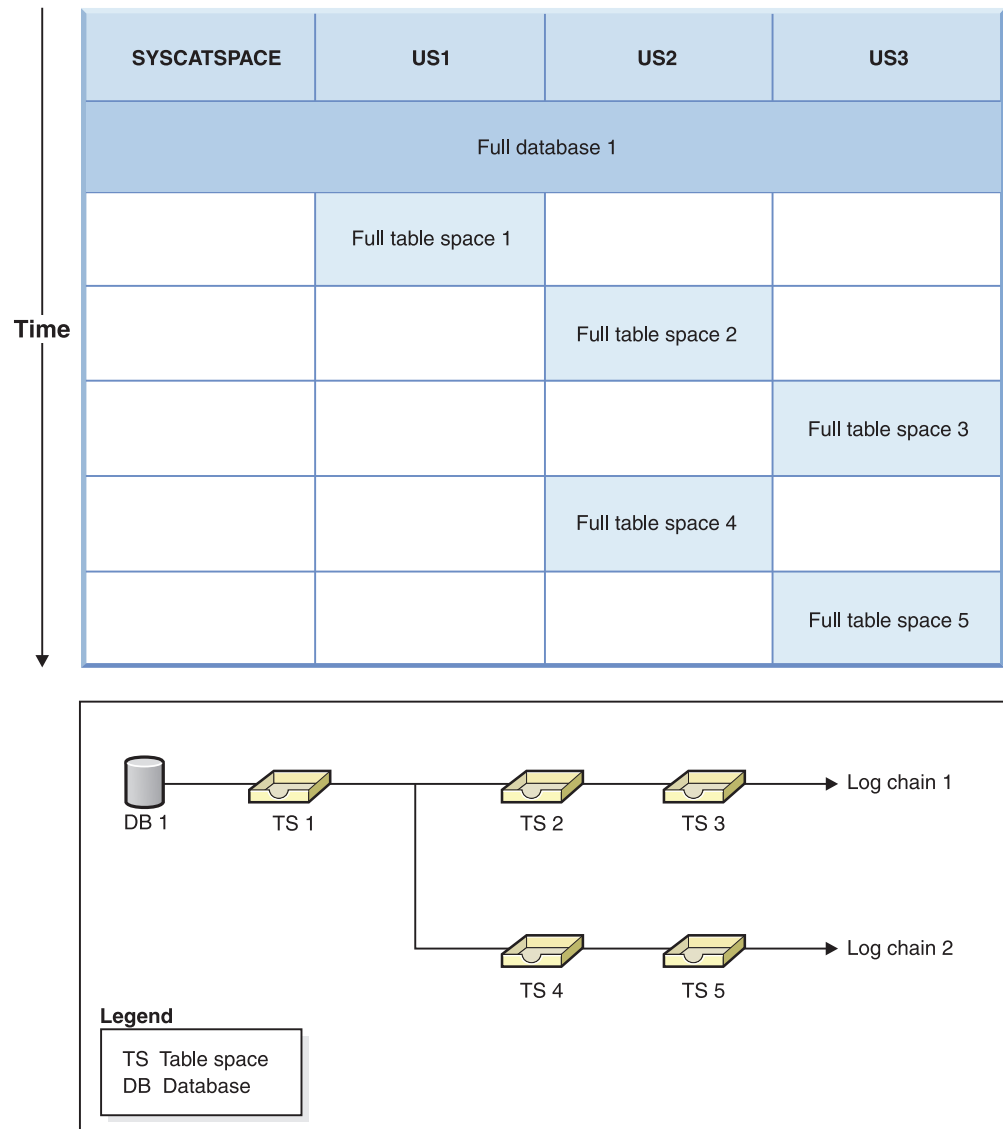 SYSCATSPACE US1 US2 US3
Full database 1
Full table space 1
Time
Full table space 2
Full table space 3
Full table space 4
Full table space 5
DB 1 TS 1 TS 2 TS 3 Log chain 1
TS 4 TS 5 Log chain 2
Legend
TS Table space
DB Database